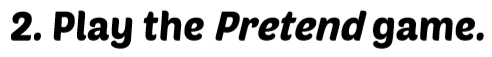 2. Play the Pretend game.